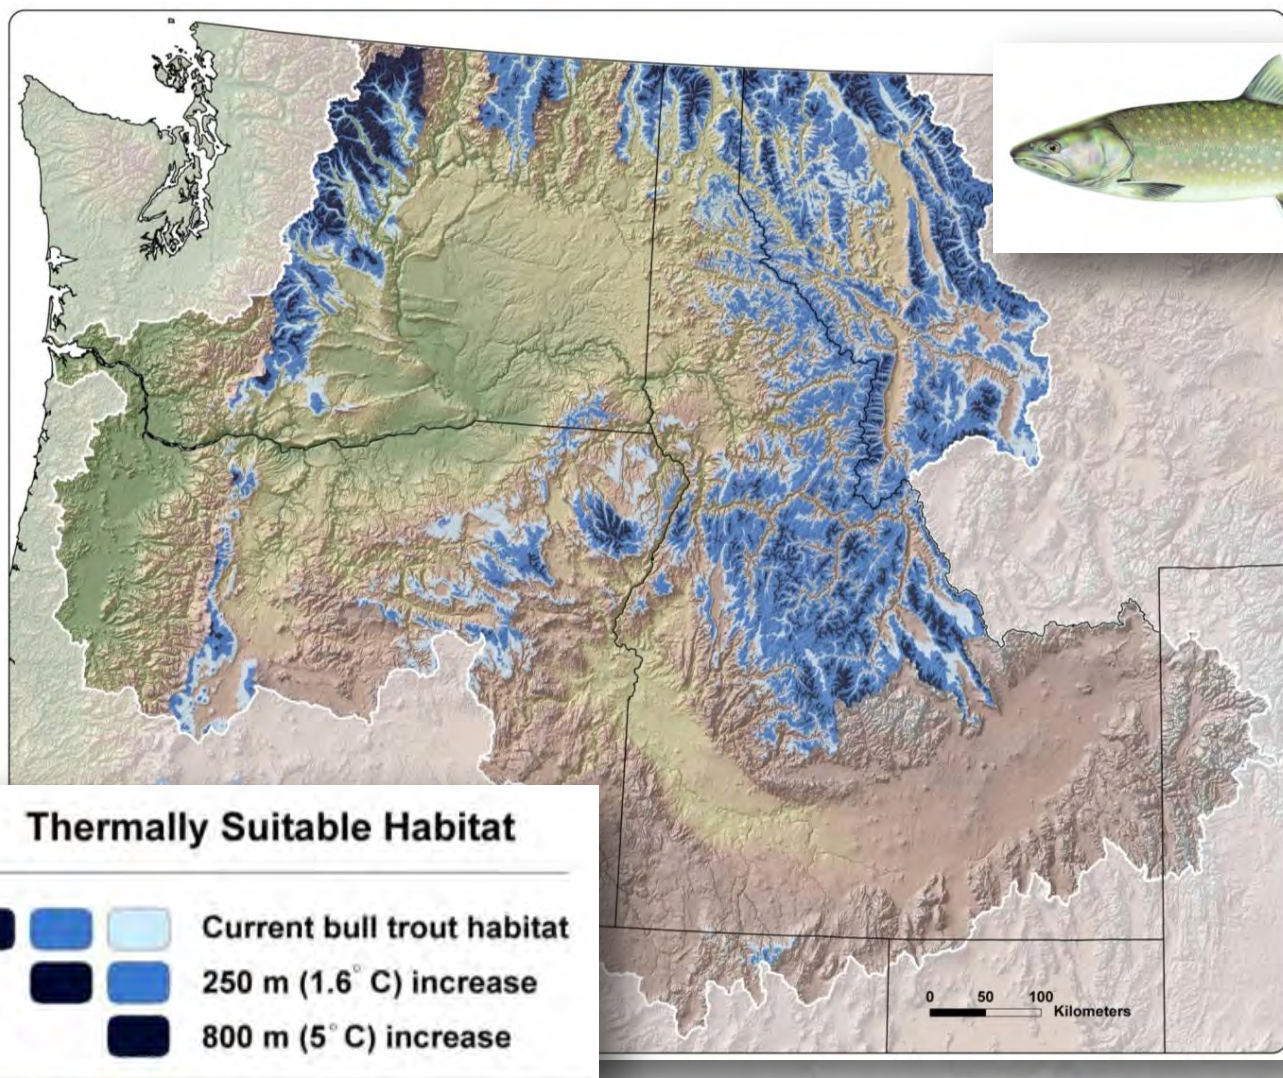 Thermally Suitable Habitat
Current bull trout habitat
250 m (1.6° C) increase
800 m (5° C) increase
0 50 100
Kilometers